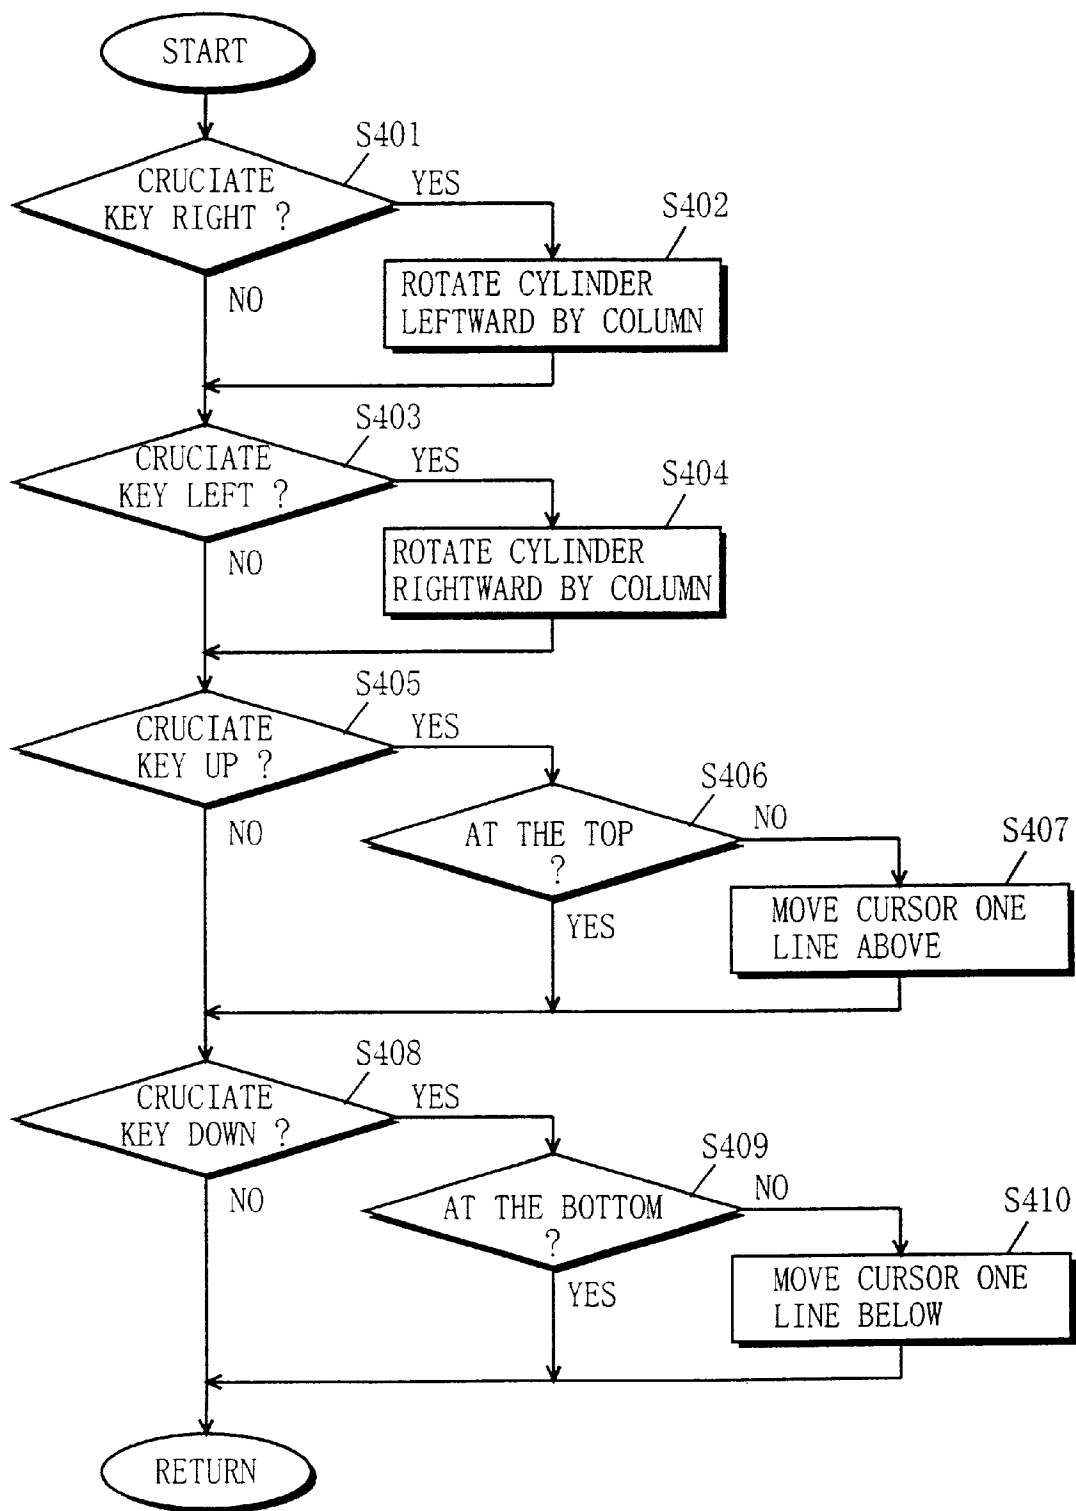 START
S401
CRUCIATE
KEY RIGHT ?
YES
S402
ROTATE CYLINDER
LEFTWARD BY COLUMN
NO
S403
CRUCIATE
KEY LEFT ?
YES
S404
ROTATE CYLINDER
RIGHTWARD BY COLUMN
NO
S405
CRUCIATE
KEY UP ?
YES
S406
AT THE TOP
?
NO
S407
MOVE CURSOR ONE
LINE ABOVE
NO
YES
S408
CRUCIATE
KEY DOWN ?
YES
S409
AT THE BOTTOM
?
NO
S410
MOVE CURSOR ONE
LINE BELOW
NO
YES
RETURN